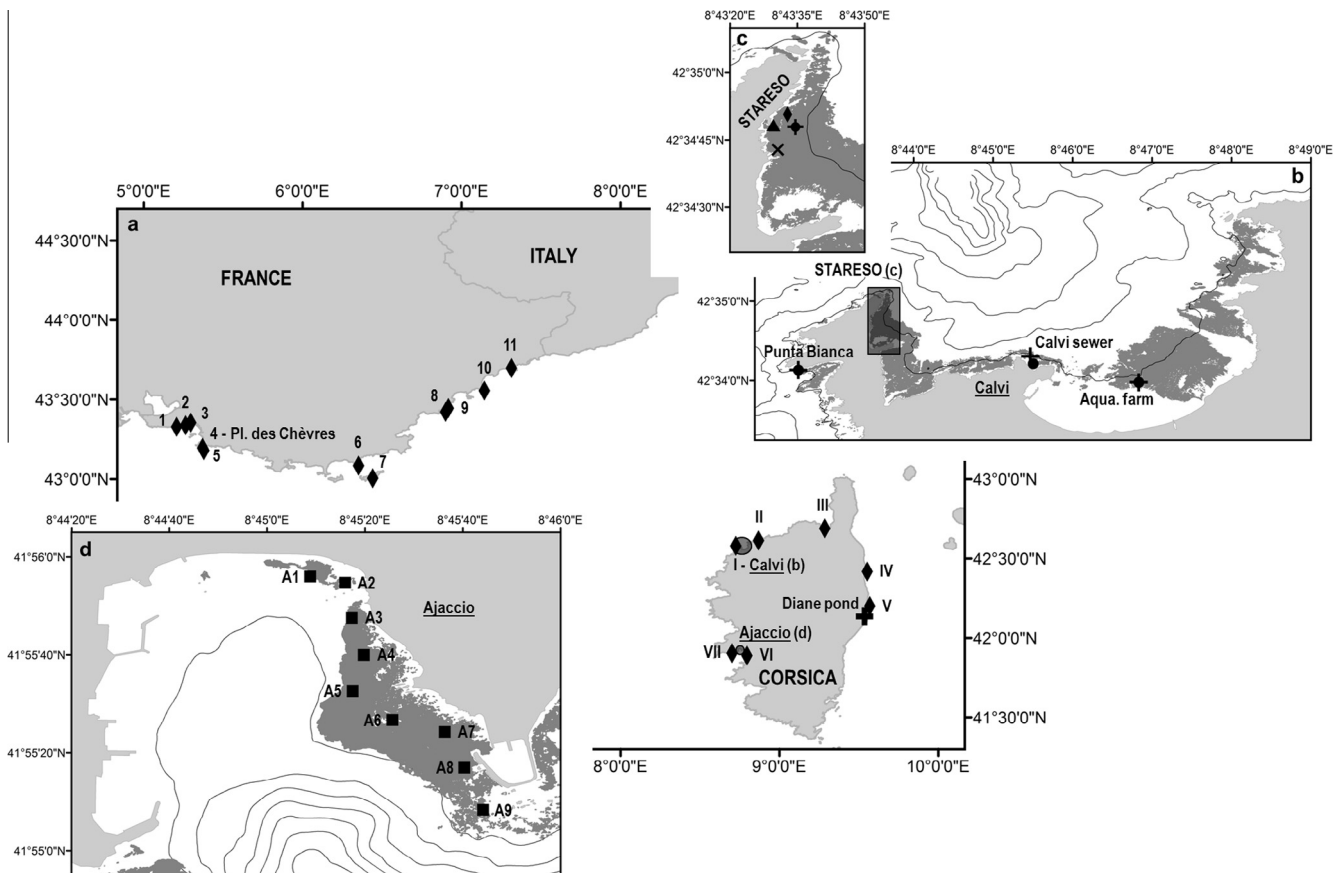 8°43'20"E 8°43'35"E 8°43'50"E
c
42°35'0"N
STARESO
42°34'45"N
42°34'30"N
8°44'0"E 8°45'0"E 8°46'0"E 8°47'0"E 8°48'0"E 8°49'0"E
b
STARESO (c)
42°35'0"N
Punta Bianca
Calvi sewer
42°34'0"N
Calvi
Aqua. farm
5°0'0"E 6°0'0"E 7°0'0"E 8°0'0"E
a
44°30'0"N
ITALY
FRANCE
44°0'0"N
11
10
43°30'0"N
8
9
2
3
1
4 - Pl. des Chèvres
5
6
7
43°0'0"N
8°44'20"E 8°44'40"E 8°45'0"E 8°45'20"E 8°45'40"E 8°46'0"E
d
41°56'0"N
A1
A2
Ajaccio
A3
41°55'40"N
A4
A5
A6
A7
41°55'20"N
A8
A9
41°55'0"N
43°0'0"N
III
II
42°30'0"N
I - Calvi (b)
IV
Diane pond
V
42°0'0"N
Ajaccio (d)
VII
VI
CORSICA
41°30'0"N
8°0'0"E 9°0'0"E 10°0'0"E